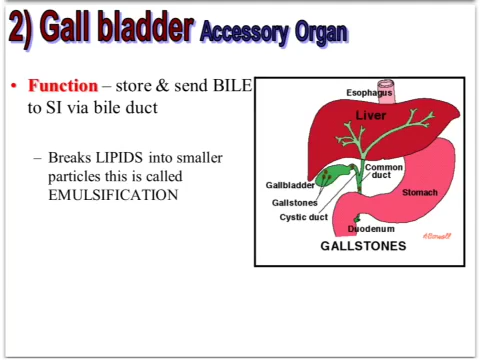 2) Gall bladder Accessory Organ
• Function – store & send BILE
to SI via bile duct
– Breaks LIPIDS into smaller
particles this is called
EMULSIFICATION
Esophagus
Liver
Common
duct
Gallbladder
Stomach
Gallstones
Cystic duct
Duodenum
GALLSTONES